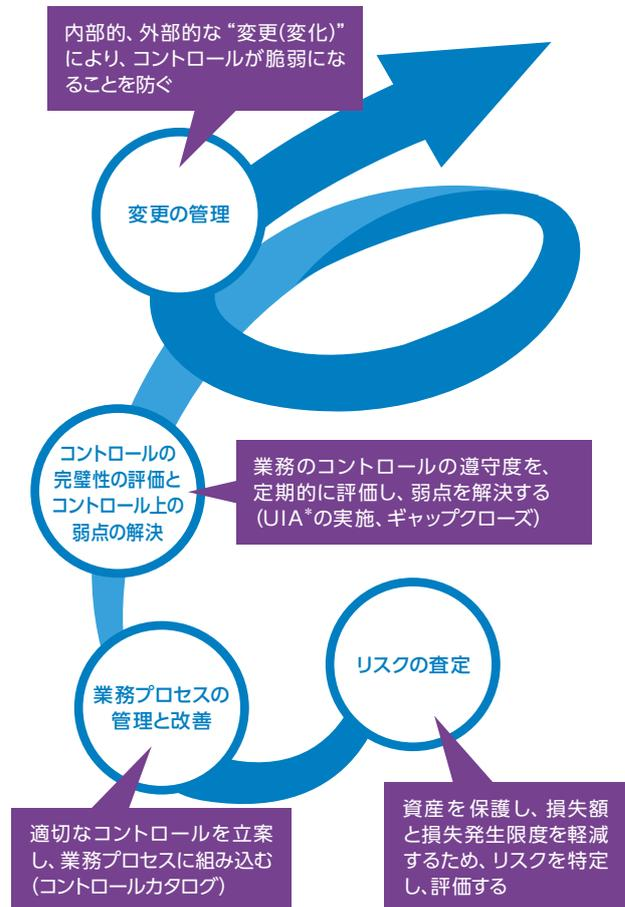 内部的、外部的な“変更(変化)”
により、コントロールが脆弱にな
ることを防ぐ
変更の管理
コントロールの
完璧性の評価と
コントロール上の
弱点の解決
業務のコントロールの遵守度を、
定期的に評価し、弱点を解決する
(UIA*の実施、ギャップクローズ)
業務プロセスの
管理と改善
リスクの査定
適切なコントロールを立案
し、業務プロセスに組み込む
(コントロールカタログ)
資産を保護し、損失額
と損失発生限度を軽減
するため、リスクを特定
し、評価する